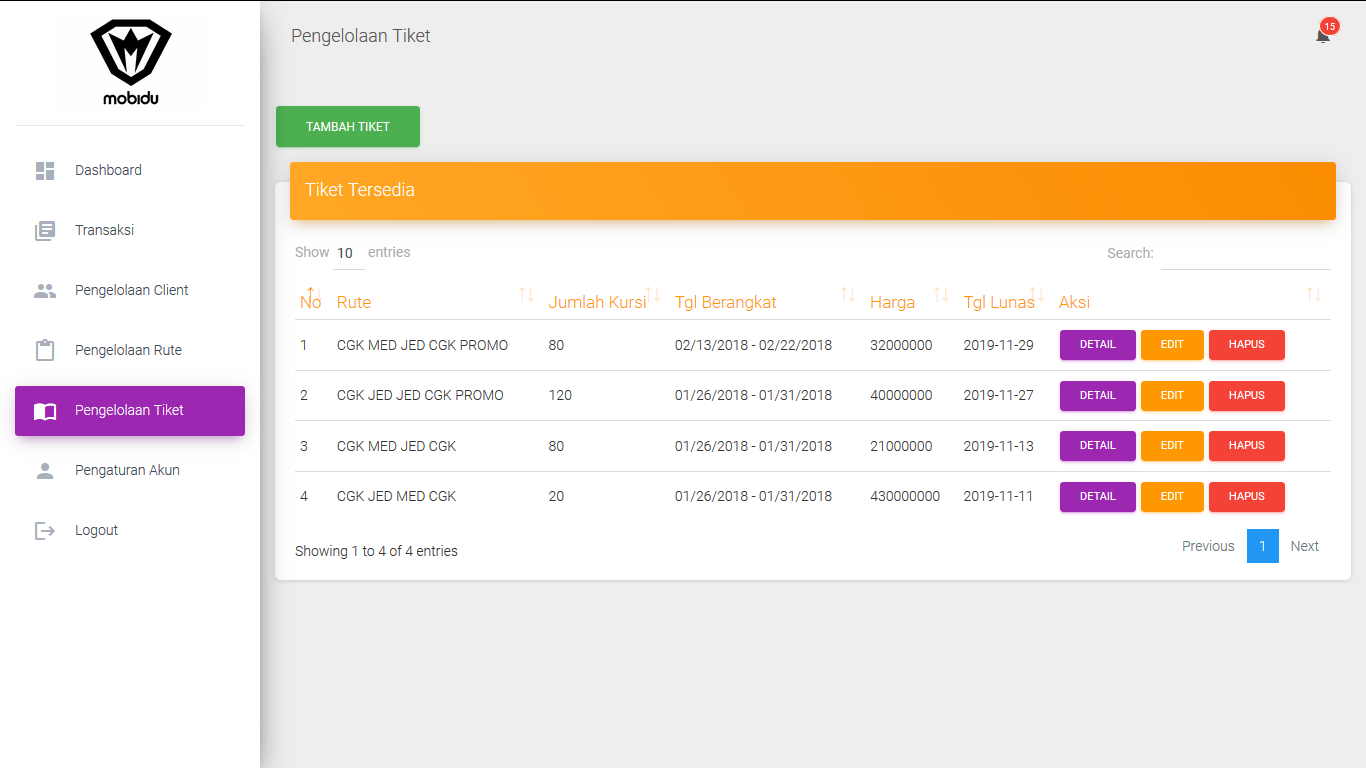 mobidu
Dashboard
Transaksi
Pengelolaan Client
Pengelolaan Rute
Pengelolaan Tiket
Pengaturan Akun
Logout
Pengelolaan Tiket
15
TAMBAH TIKET
Tiket Tersedia
Show 10 entries
Search:
No Rute Jumlah Kursi Tgl Berangkat Harga Tgl Lunas Aksi
1 CGK MED JED CGK PROMO 80 02/13/2018 - 02/22/2018 32000000 2019-11-29 DETAIL EDIT HAPUS
2 CGK JED JED CGK PROMO 120 01/26/2018 - 01/31/2018 40000000 2019-11-27 DETAIL EDIT HAPUS
3 CGK MED JED CGK 80 01/26/2018 - 01/31/2018 21000000 2019-11-13 DETAIL EDIT HAPUS
4 CGK JED MED CGK 20 01/26/2018 - 01/31/2018 430000000 2019-11-11 DETAIL EDIT HAPUS
Showing 1 to 4 of 4 entries
Previous 1 Next